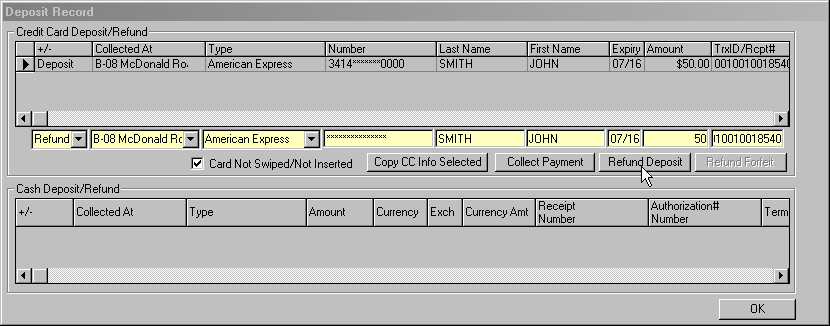 Deposit Record
Credit Card Deposit/Refund
+/- Collected At Type Number Last Name First Name Expiry Amount TrxID/Rcpt#
Deposit B-08 McDonald Ro. American Express 3414*******0000 SMITH JOHN 07/16 $50.00 0010010018540
Refund B-08 McDonald Rc American Express ************** SMITH JOHN 07/16 50 10010018540
Card Not Swiped/Not Inserted Copy CC Info Selected Collect Payment Refund Deposit Refund Forfeit
Cash Deposit/Refund
+/- Collected At Type Amount Currency Exch Currency Amt Receipt Number Authorization# Number Term
OK